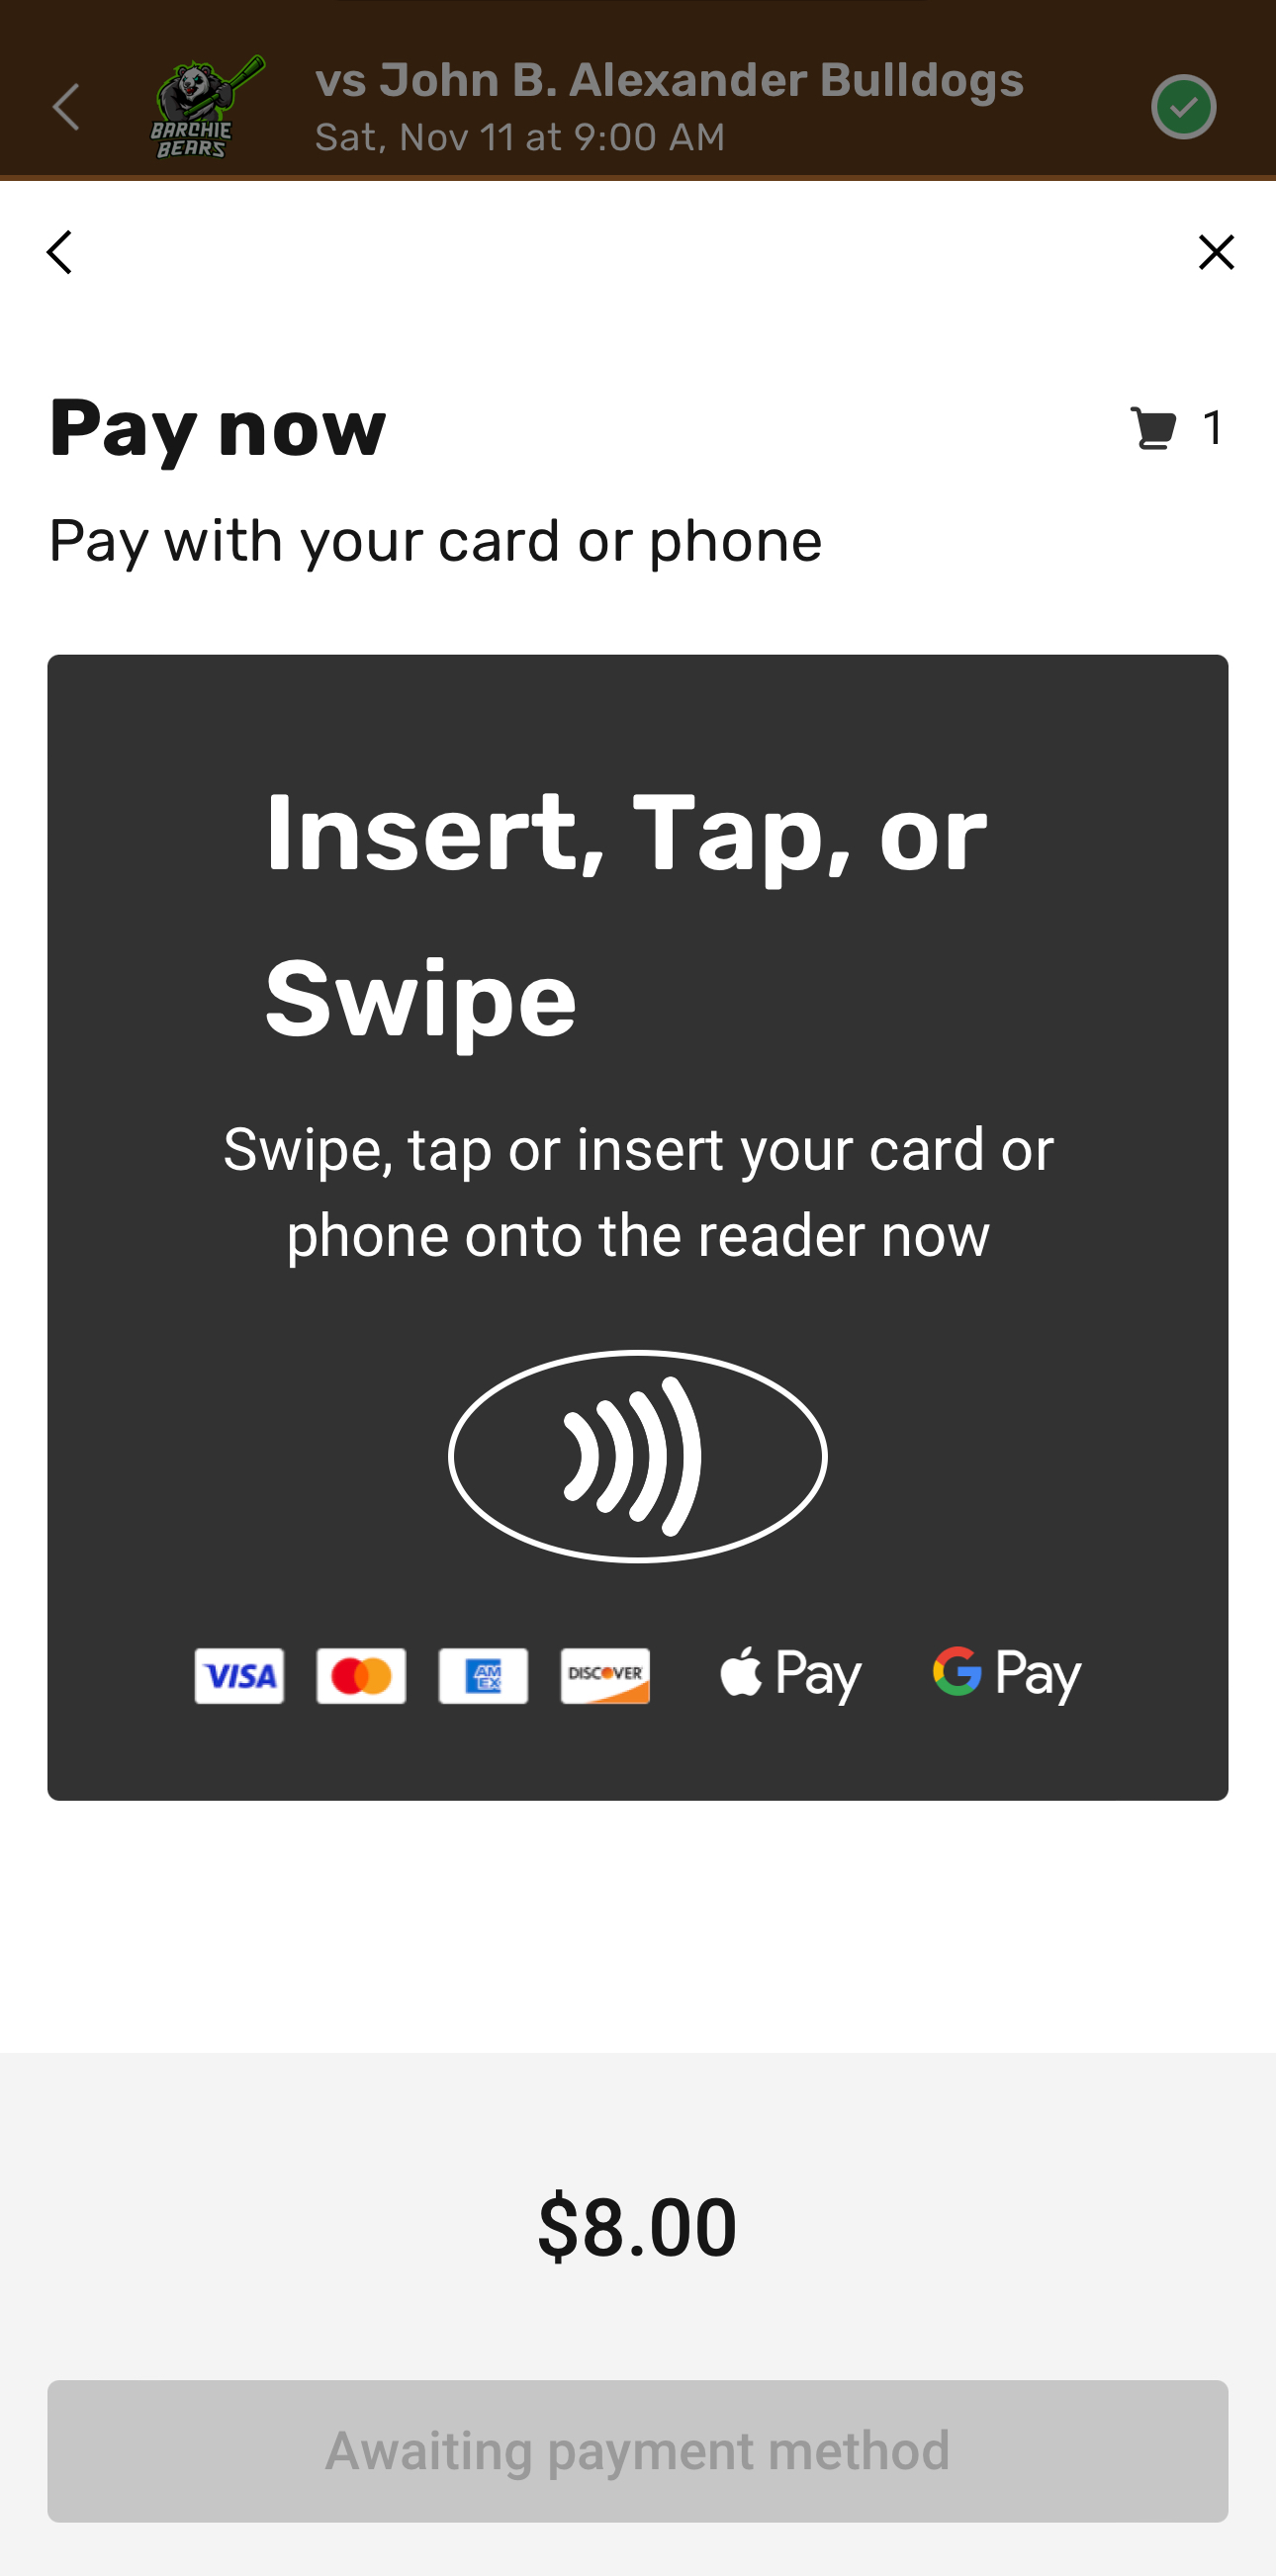 BARCHIE
BEARS
vs John B. Alexander Bulldogs
Sat, Nov 11 at 9:00 AM
Pay now
1
Pay with your card or phone
Insert, Tap, or
Swipe
Swipe, tap or insert your card or
phone onto the reader now
VISA
AM
EX
DISCOVER
Pay
G Pay
$8.00
Awaiting payment method